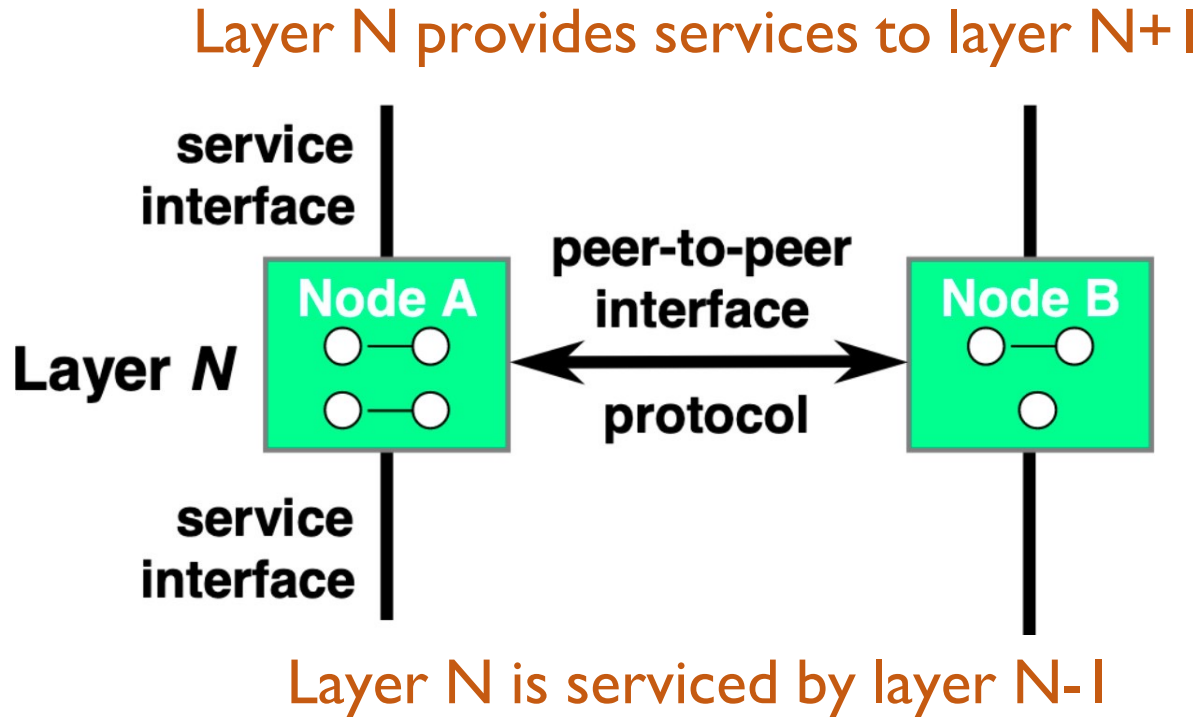 Layer N provides services to layer N+1
service
interface
peer-to-peer
interface
Node A
Node B
Layer N
protocol
service
interface
Layer N is serviced by layer N-1